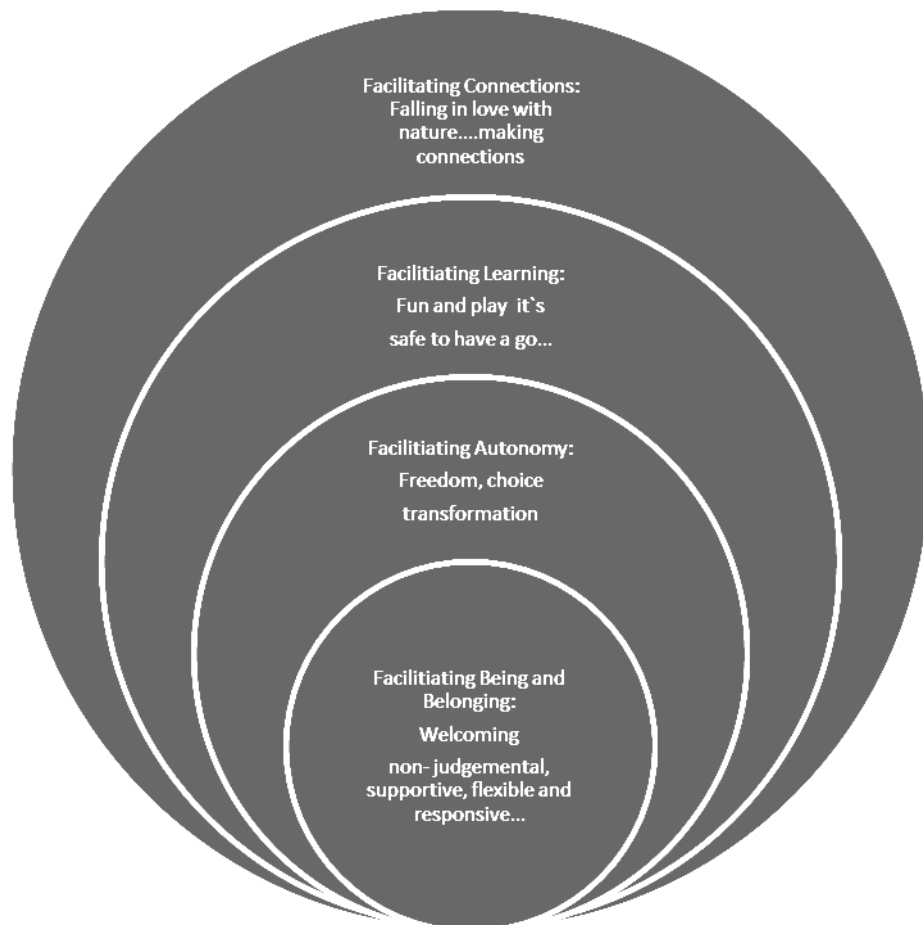 Facilitating Connections:
Falling in love with
nature....making
connections
Facilitiating Learning:
Fun and play  it`s
safe to have a go...
Facilitiating Autonomy:
Freedom, choice
transformation
Facilitiating Being and
Belonging:
Welcoming
non- judgemental,
supportive, flexible and
responsive...